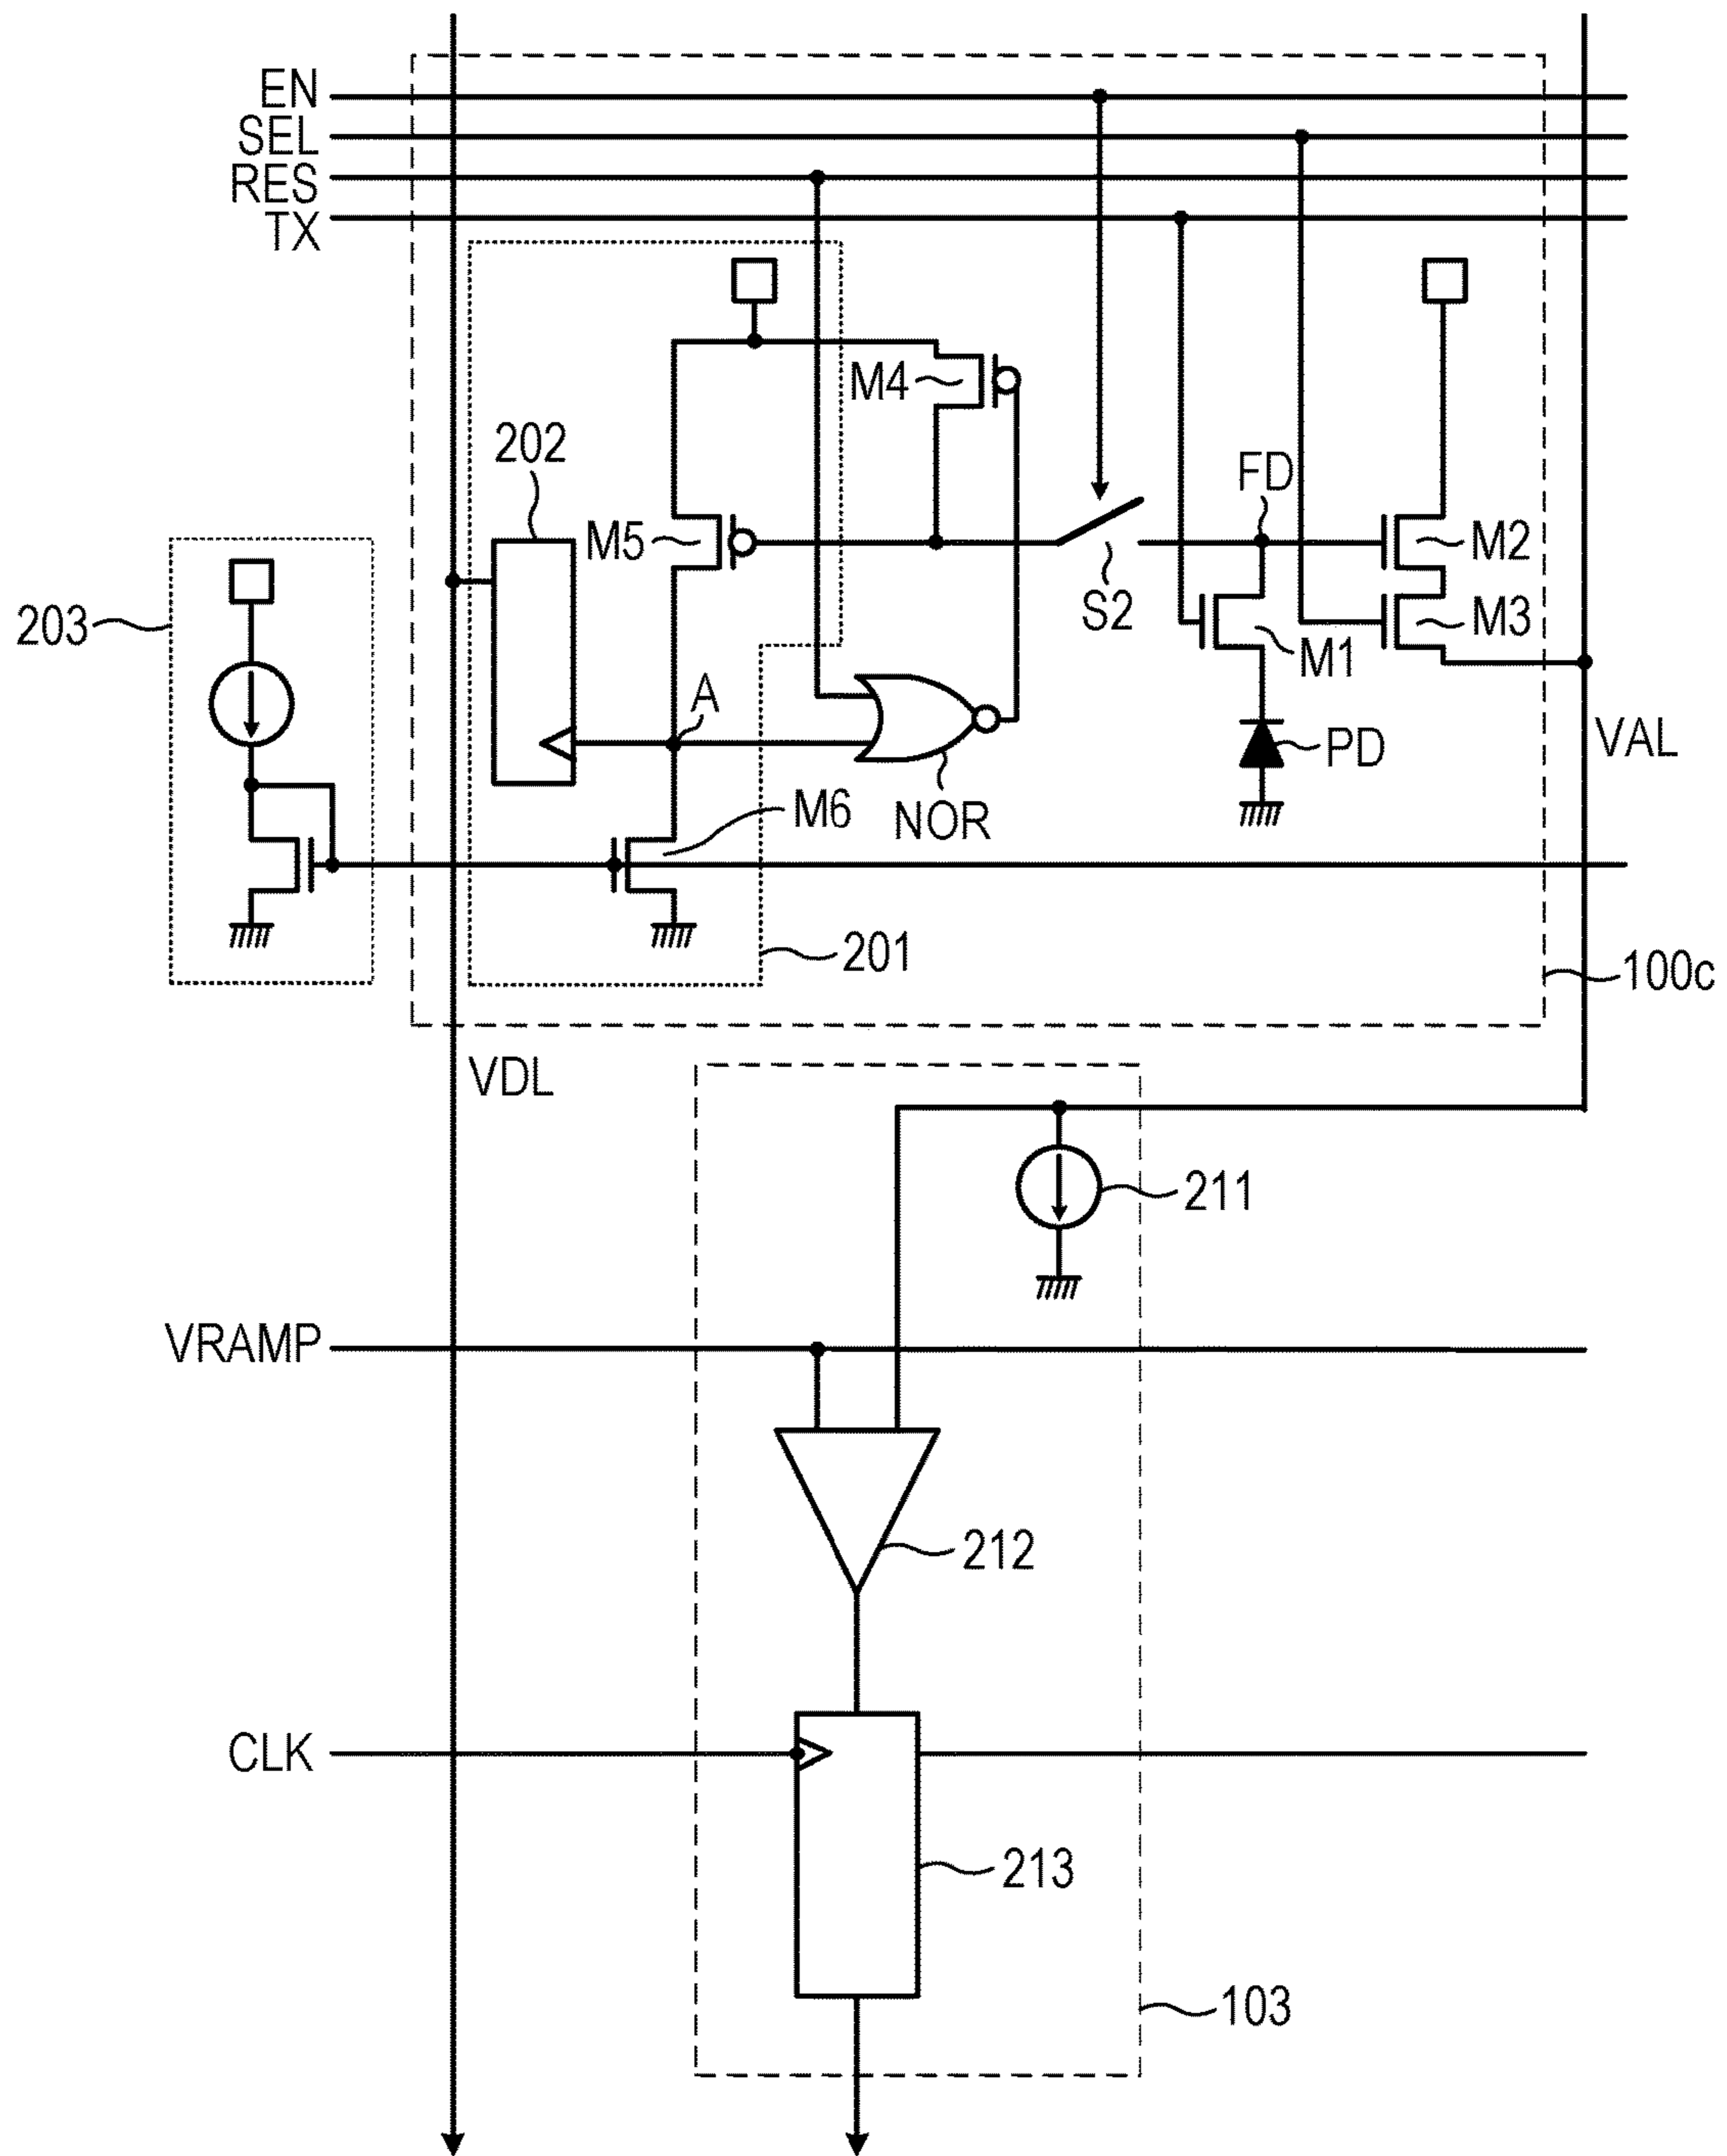 EN
SEL
RES
TX
M4
202
FD
M5
M2
S2
203
M3
M1
A
VAL
PD
M6
NOR
201
100c
VDL
211
VRAMP
212
CLK
213
103